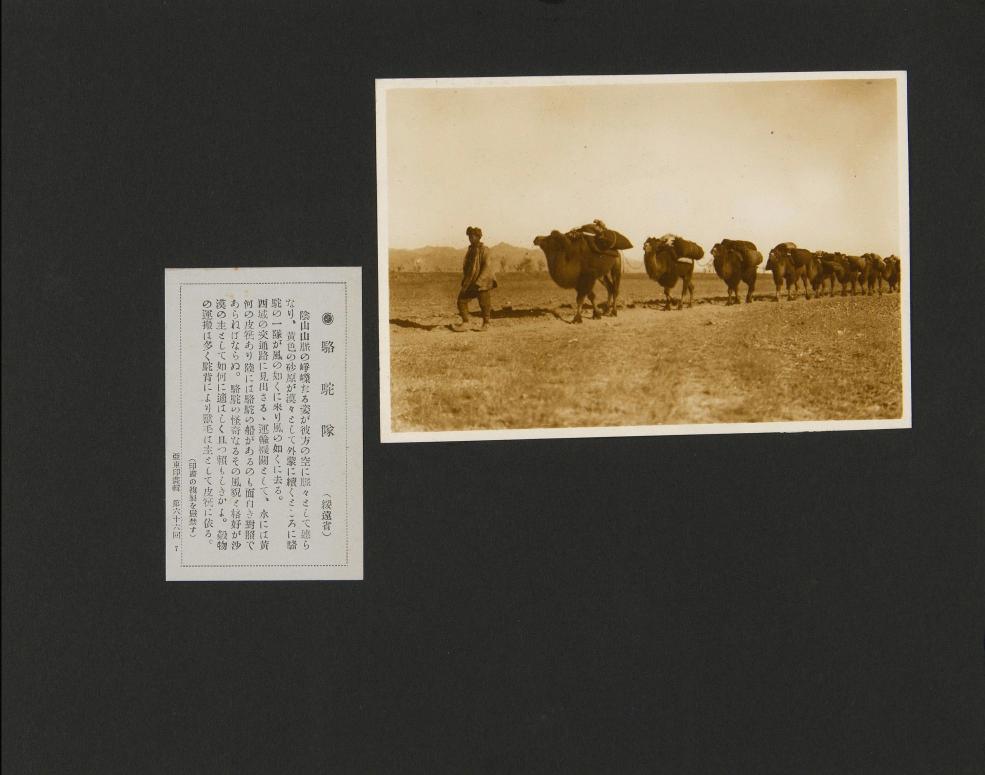 ◉駱駝隊 (綏遠省)
陰山山脈の崢嶸たる姿が彼方の空に脈々として連ら
なり、黄色の砂原が漠々として外蒙に續くところに駱
駝の一隊が風の如くに來り風の如くに去る。
西域の交通路に見出さるゝ運輸機關として、水には黄
河の皮筏あり陸には駱駝の船があるのも面白き對照で
あらねばならぬ。駱駝の怪奇なるその風貌と格好が沙
漠の主として如何に適はしく且つ頼もしきかよ。穀物
の運搬は多く駝背により獸毛は主として皮筏に依る。
(印畫の複製を嚴禁す)
亞東印畫輯 第六十六回 7